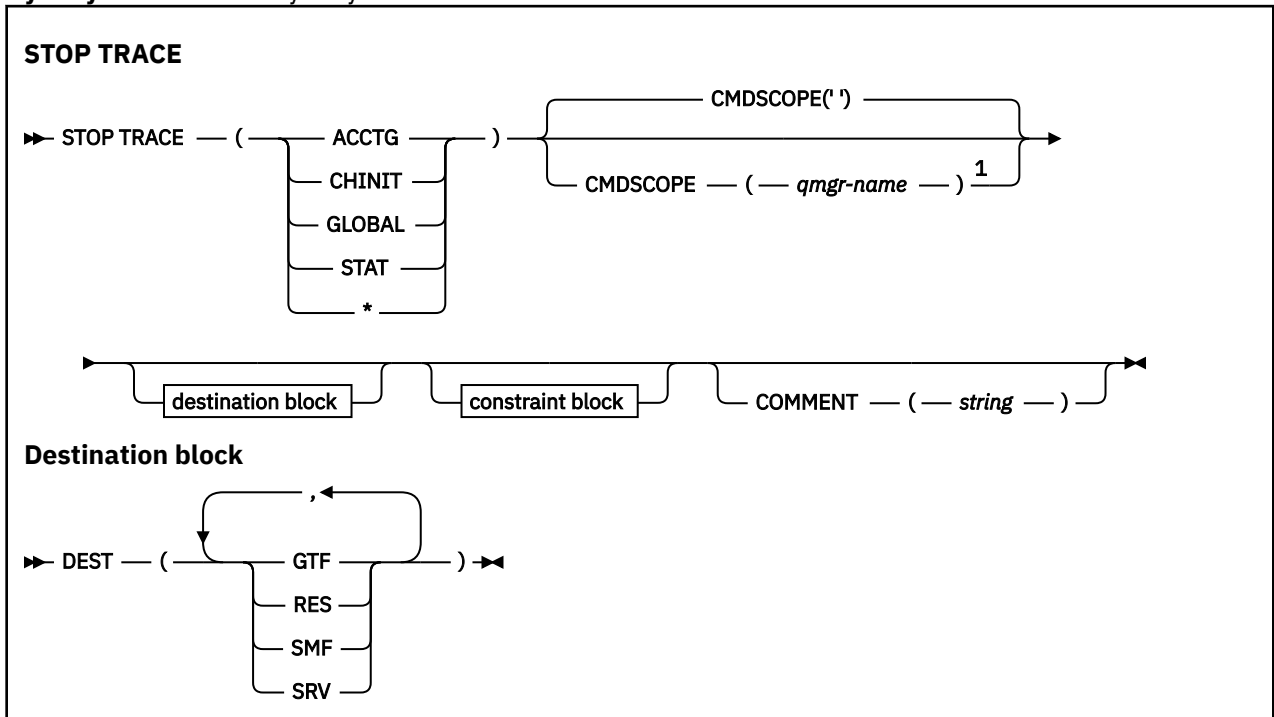 STOP TRACE
CMDSCOPE(' ')
STOP TRACE ( ACCTG )
CHINIT
GLOBAL
STAT
*
CMDSCOPE ( qmgr-name ) 1
destination block
constraint block
COMMENT ( string )
Destination block
,
DEST ( GTF )
RES
SMF
SRV